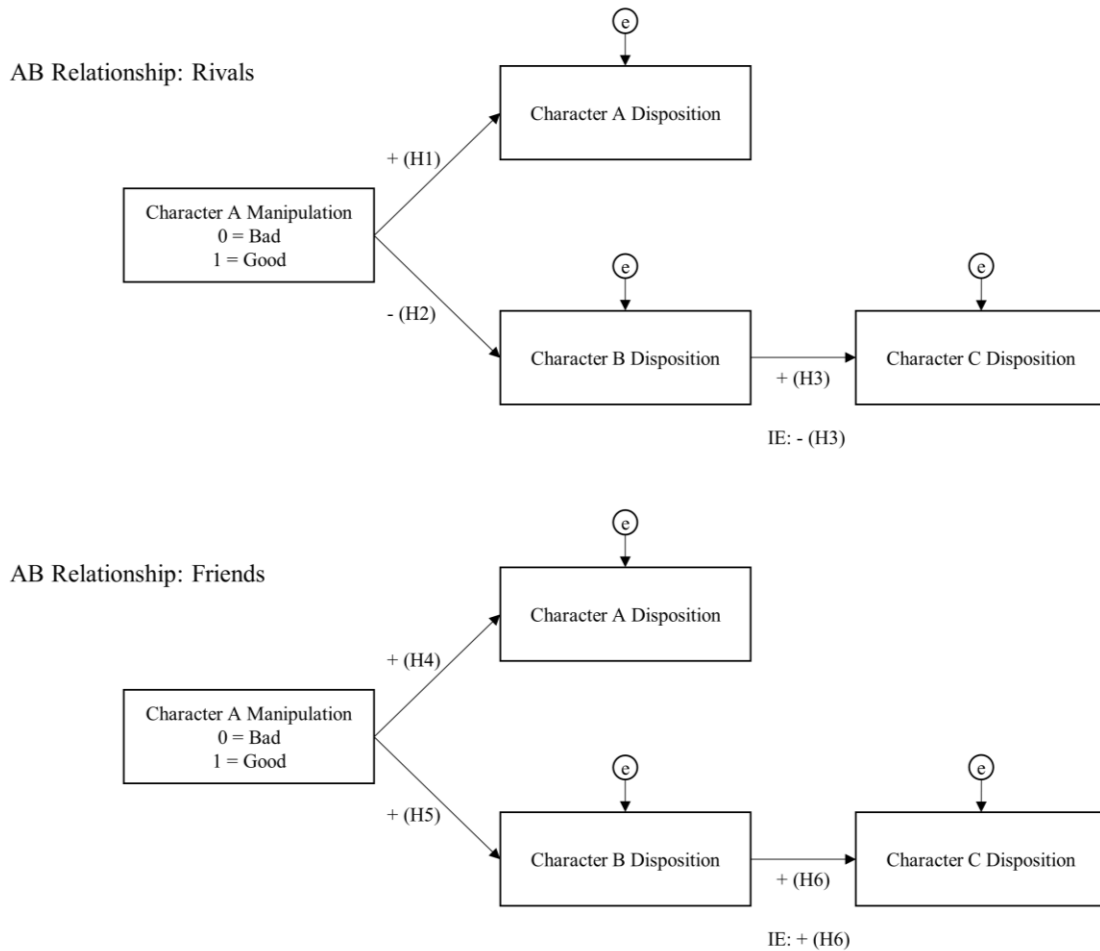 e
AB Relationship: Rivals
Character A Disposition
+ (H1)
Character A Manipulation
0 = Bad
1 = Good
- (H2)
e
e
Character B Disposition
Character C Disposition
+ (H3)
IE: - (H3)
e
AB Relationship: Friends
Character A Disposition
+ (H4)
Character A Manipulation
0 = Bad
1 = Good
+ (H5)
e
e
Character B Disposition
Character C Disposition
+ (H6)
IE: + (H6)